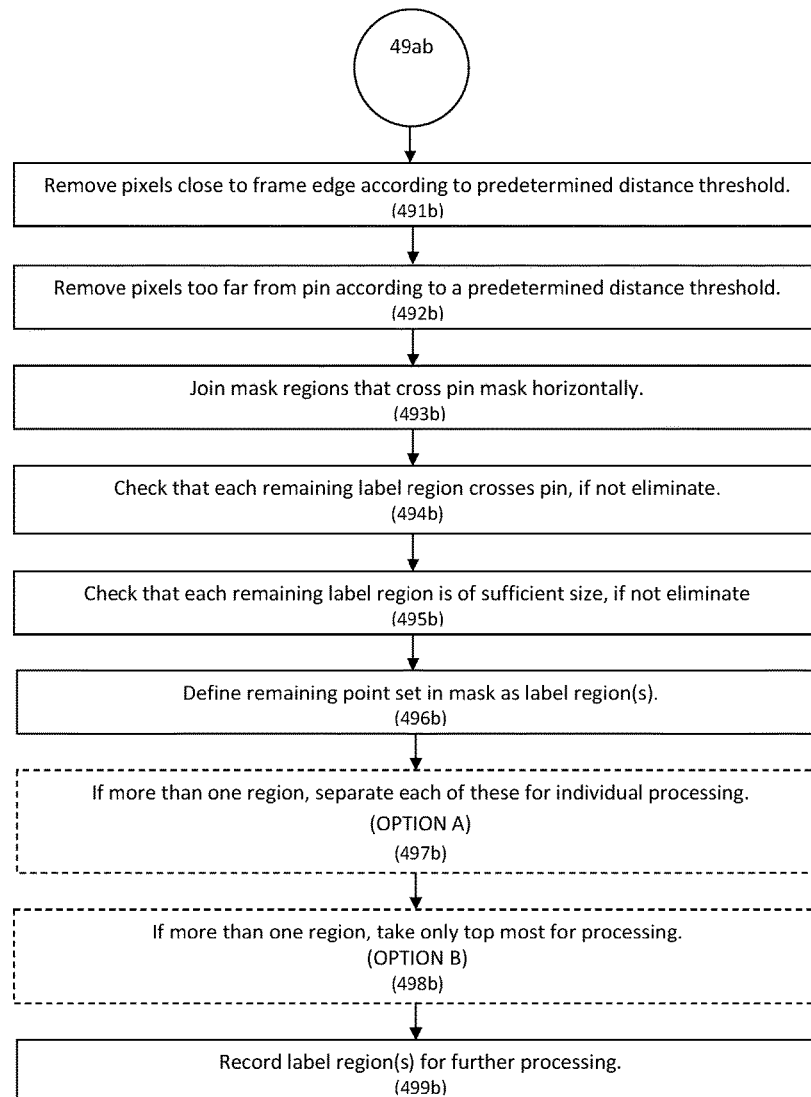 49ab
Remove pixels close to frame edge according to predetermined distance threshold.
(491b)
Remove pixels too far from pin according to a predetermined distance threshold.
(492b)
Join mask regions that cross pin mask horizontally.
(493b)
Check that each remaining label region crosses pin, if not eliminate.
(494b)
Check that each remaining label region is of sufficient size, if not eliminate
(495b)
Define remaining point set in mask as label region(s).
(496b)
If more than one region, separate each of these for individual processing.
(OPTION A)
(497b)
If more than one region, take only top most for processing.
(OPTION B)
(498b)
Record label region(s) for further processing.
(499b)